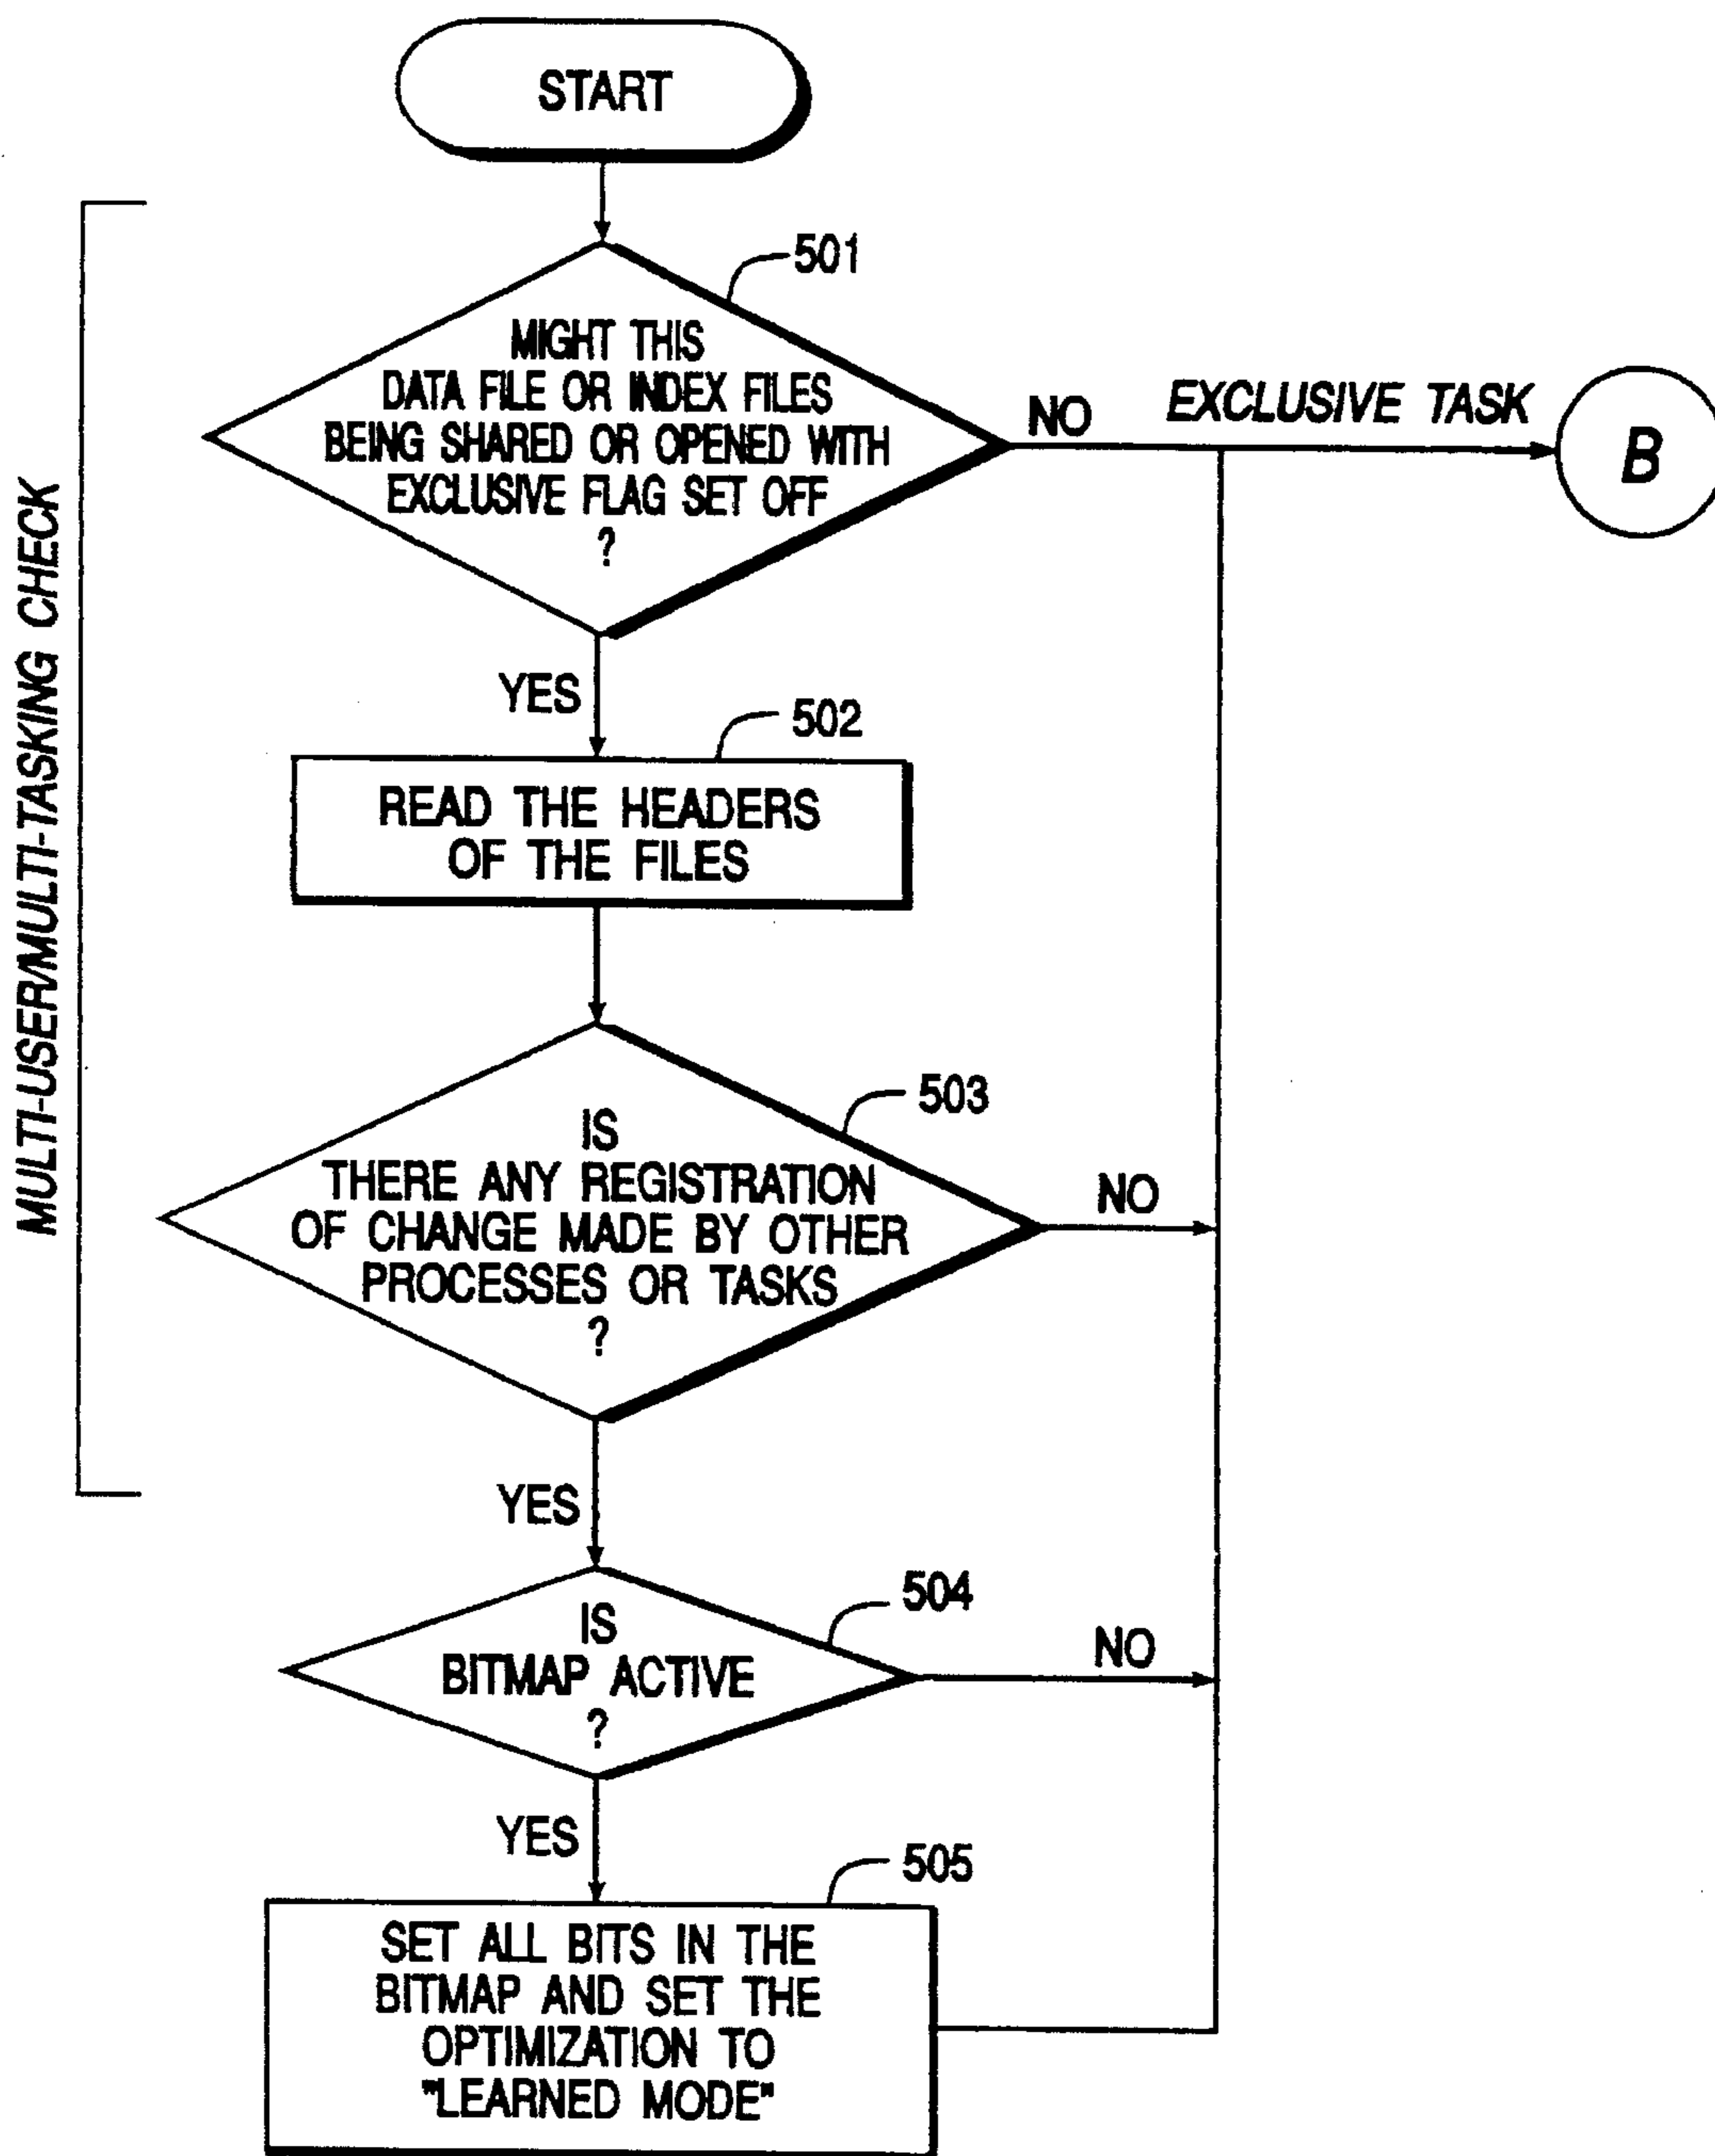 START
501
MIGHT THIS
DATA FILE OR INDEX FILES
BEING SHARED OR OPENED WITH
EXCLUSIVE FLAG SET OFF
?
NO
EXCLUSIVE TASK
B
MULTI-USER/MULTI-TASKING CHECK
YES
502
READ THE HEADERS
OF THE FILES
503
IS
THERE ANY REGISTRATION
OF CHANGE MADE BY OTHER
PROCESSES OR TASKS
?
NO
YES
504
IS
BITMAP ACTIVE
?
NO
YES
505
SET ALL BITS IN THE
BITMAP AND SET THE
OPTIMIZATION TO
"LEARNED MODE"